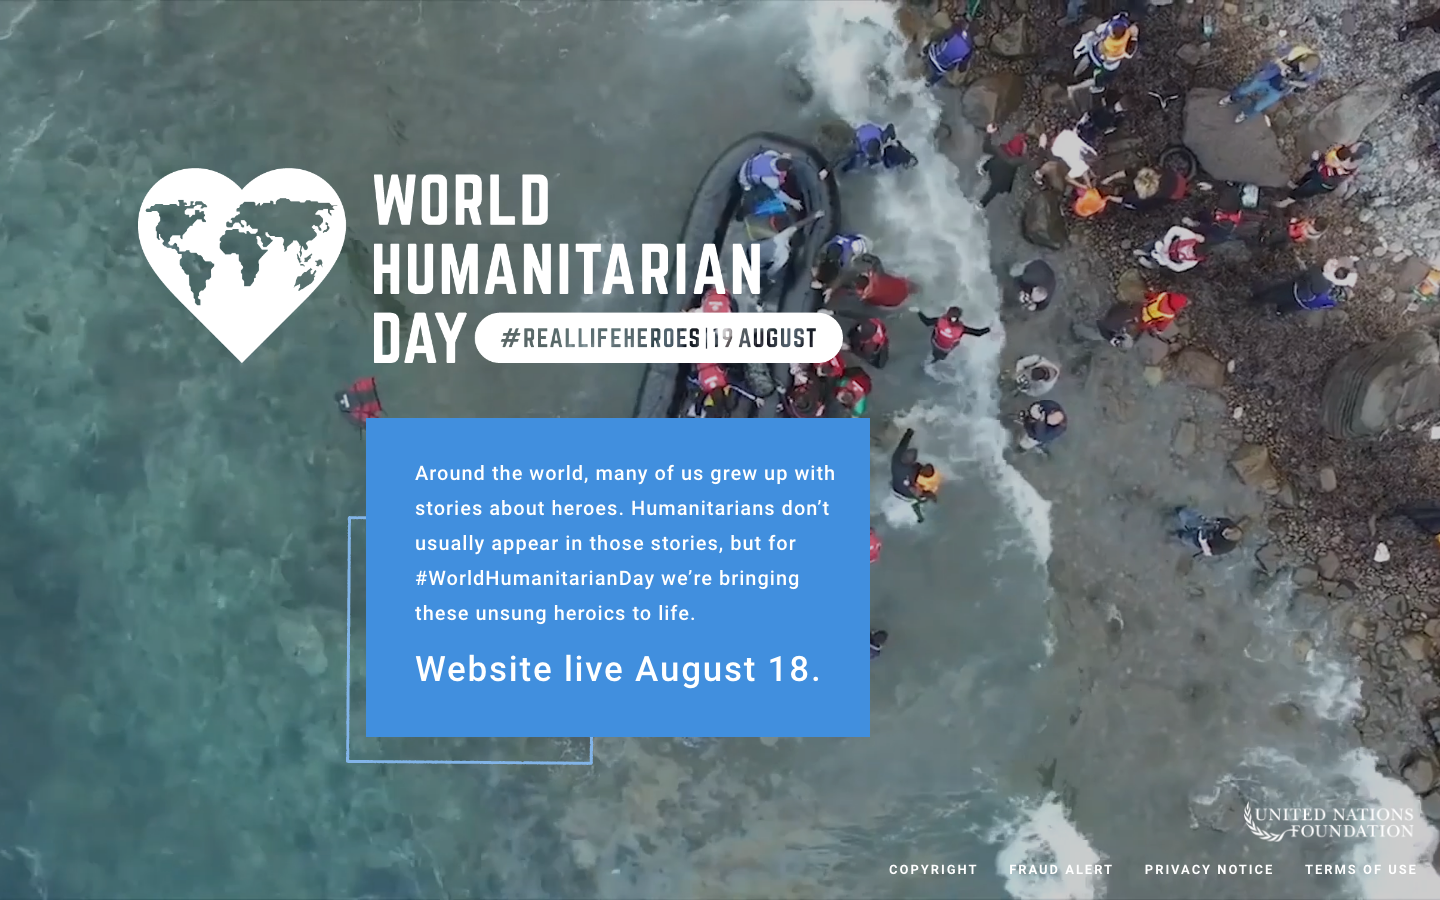 WORLD
HUMANITARIAN
DAY
#REALLIFEHEROES 19 AUGUST
Around the world, many of us grew up with
stories about heroes. Humanitarians don’t
usually appear in those stories, but for
#WorldHumanitarianDay we’re bringing
these unsung heroics to life.
Website live August 18.
UNITED NATIONS
FOUNDATION
COPYRIGHT FRAUD ALERT PRIVACY NOTICE TERMS OF USE